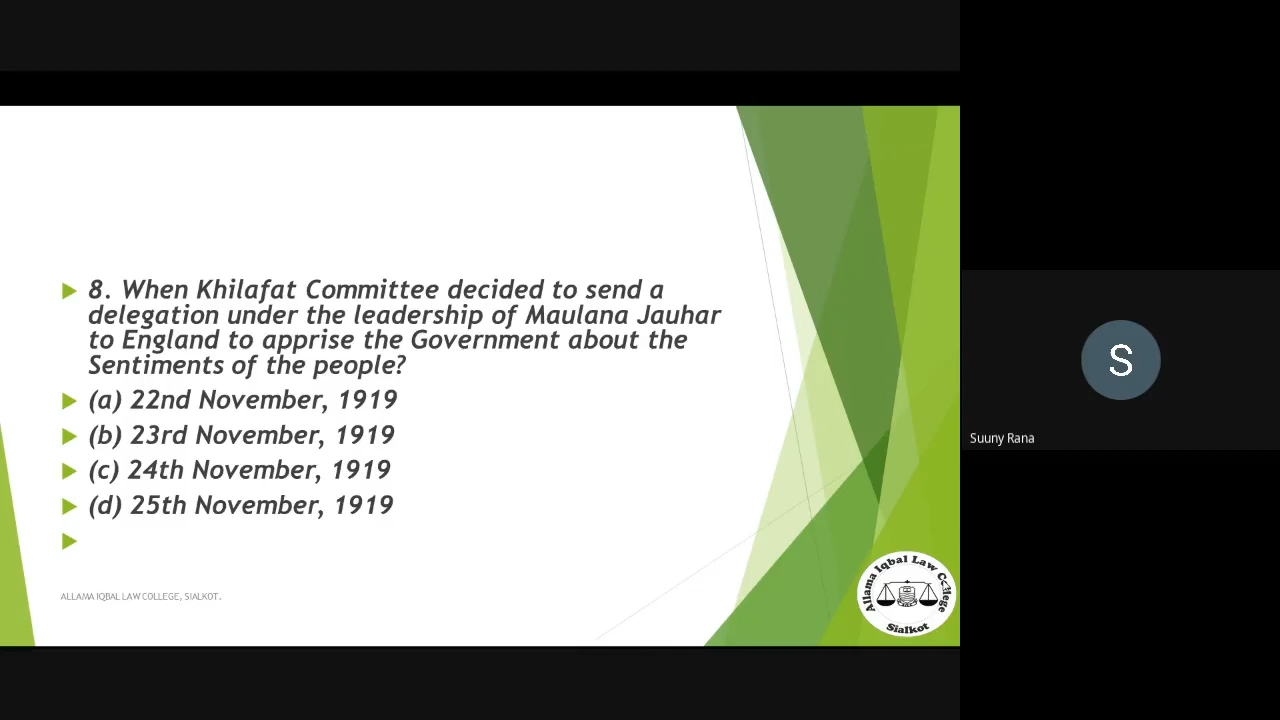 8. When Khilafat Committee decided to send a
delegation under the leadership of Maulana Jauhar
to England to apprise the Government about the
Sentiments of the people?
(a) 22nd November, 1919
(b) 23rd November, 1919
(c) 24th November, 1919
(d) 25th November, 1919
ALLAMA IQBAL LAW COLLEGE, SIALKOT.
Allama Iqbal Law College
Sialkot
S
Suuny Rana